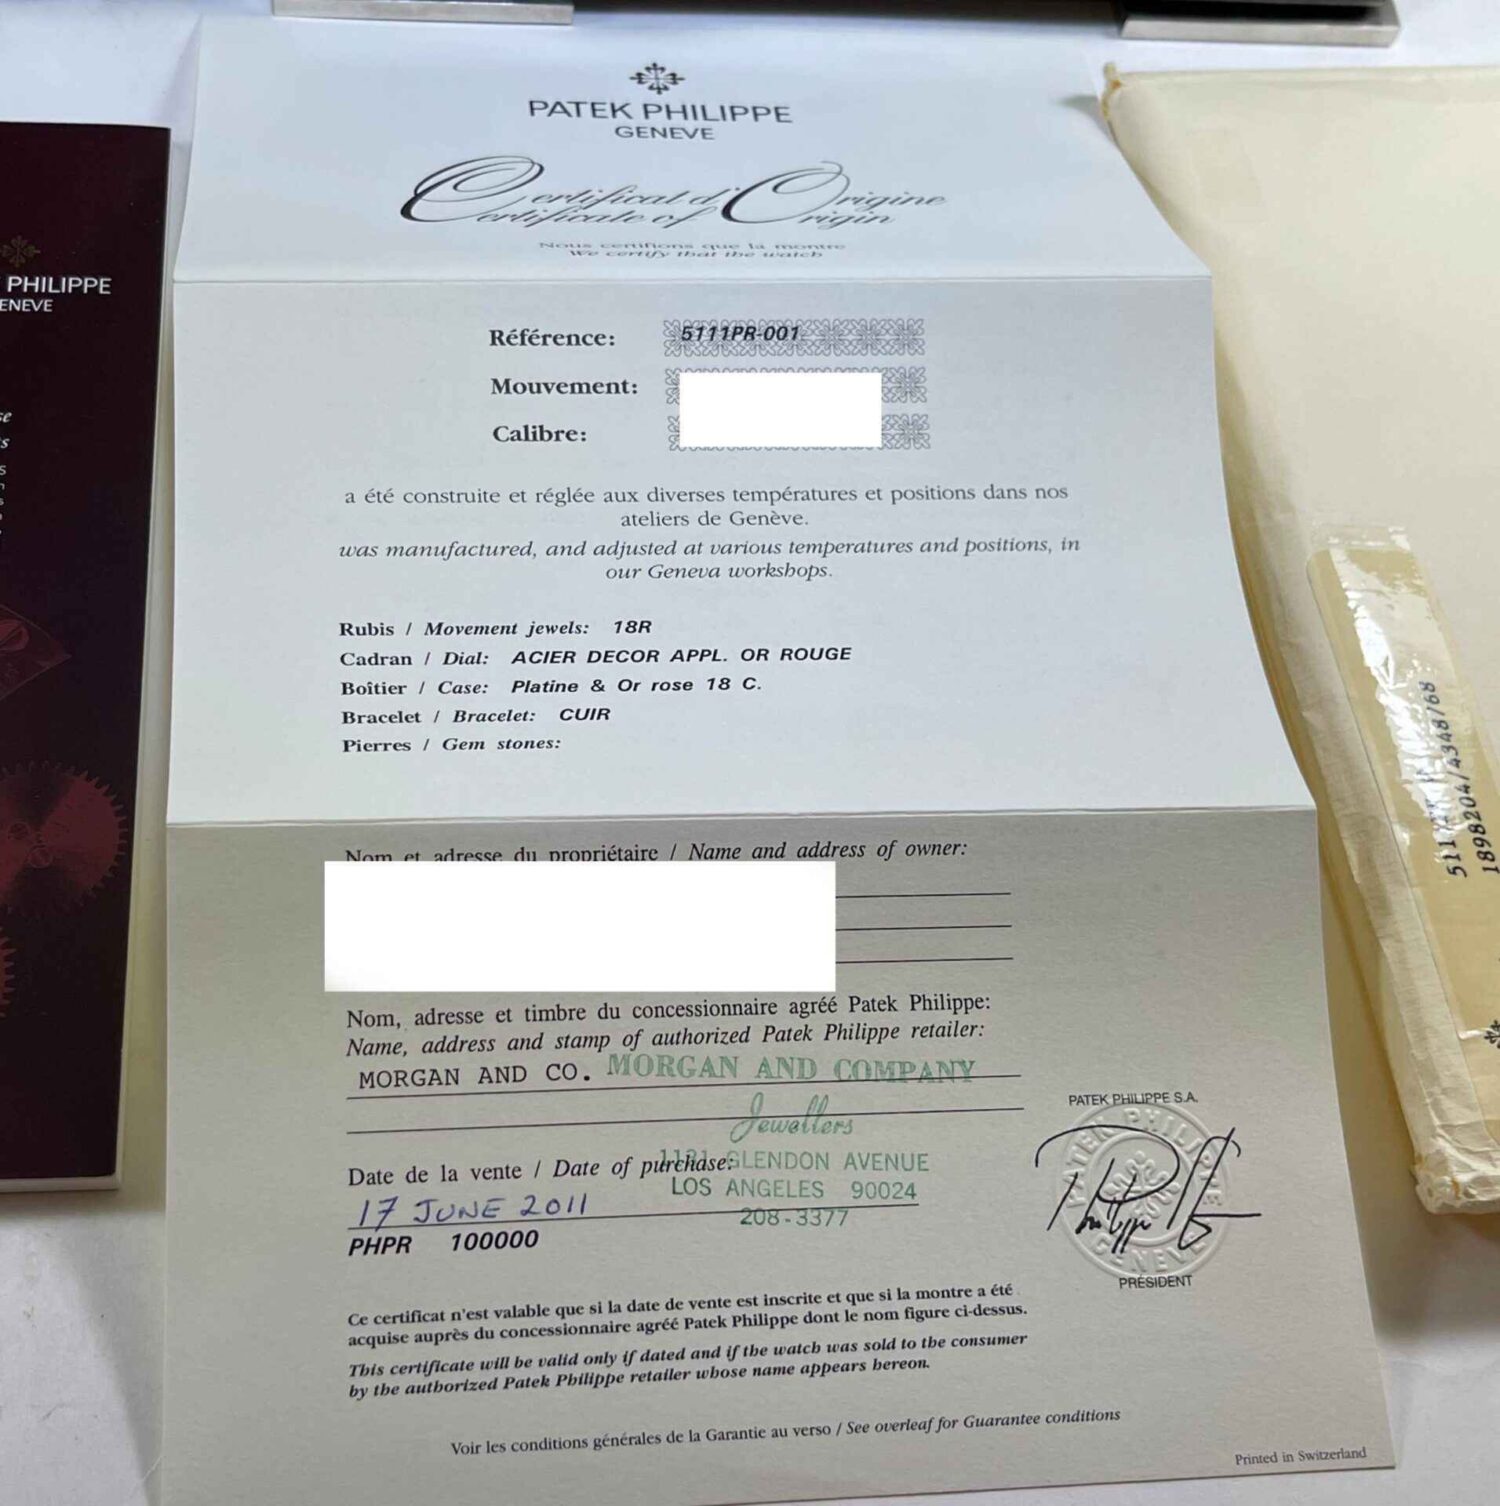 PHILIPPE
PATEK PHILIPPE
GENEVE
Certificat d'Origine
Certificate of Origin
Nous certifions que la montre
We certify that the watch
Référence: 5111PR-001
Mouvement:
Calibre:
a été construite et réglée aux diverses températures et positions dans nos
ateliers de Genève.
was manufactured, and adjusted at various temperatures and positions, in
our Geneva workshops.
Rubis / Movement jewels: 18R
Cadran / Dial: ACIER DECOR APPL. OR ROUGE
Boîtier / Case: Platine & Or rose 18 C.
Bracelet / Bracelet: CUIR
Pierres / Gem stones:
Nom et adresse du propriétaire / Name and address of owner:
Nom, adresse et timbre du concessionnaire agréé Patek Philippe:
Name, address and stamp of authorized Patek Philippe retailer:
MORGAN AND CO. MORGAN AND COMPANY
Jewellers
Date de la vente / Date of purchase: GLENDON AVENUE
LOS ANGELES 90024
17 JUNE 2011
208-3377
PHPR 100000
PATEK PHILIPPE S.A.
PATEK PHILIPPE
GENEVE
PRÉSIDENT
Ce certificat n'est valable que si la date de vente est inscrite et que si la montre a été
acquise auprès du concessionnaire agréé Patek Philippe dont le nom figure ci-dessus.
This certificate will be valid only if dated and if the watch was sold to the consumer
by the authorized Patek Philippe retailer whose name appears hereon.
Voir les conditions générales de la Garantie au verso / See overleaf for Guarantee conditions
Printed in Switzerland
1898204/4348/68